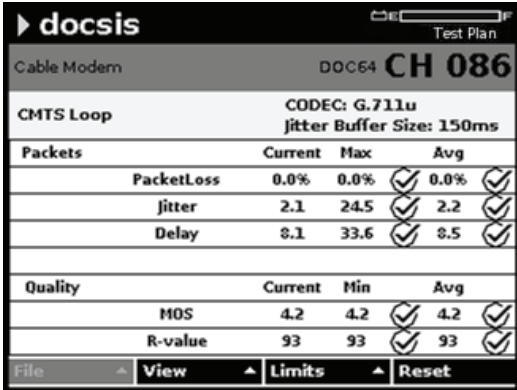 docsis
E F
Test Plan
Cable Modem DOC64 CH 086
CMTS Loop
CODEC: G.711u
Jitter Buffer Size: 150ms
Packets Current Max Avg
PacketLoss 0.0% 0.0% 0.0%
Jitter 2.1 24.5 2.2
Delay 8.1 33.6 8.5
Quality Current Min Avg
MOS 4.2 4.2 4.2
R-value 93 93 93
File View Limits Reset